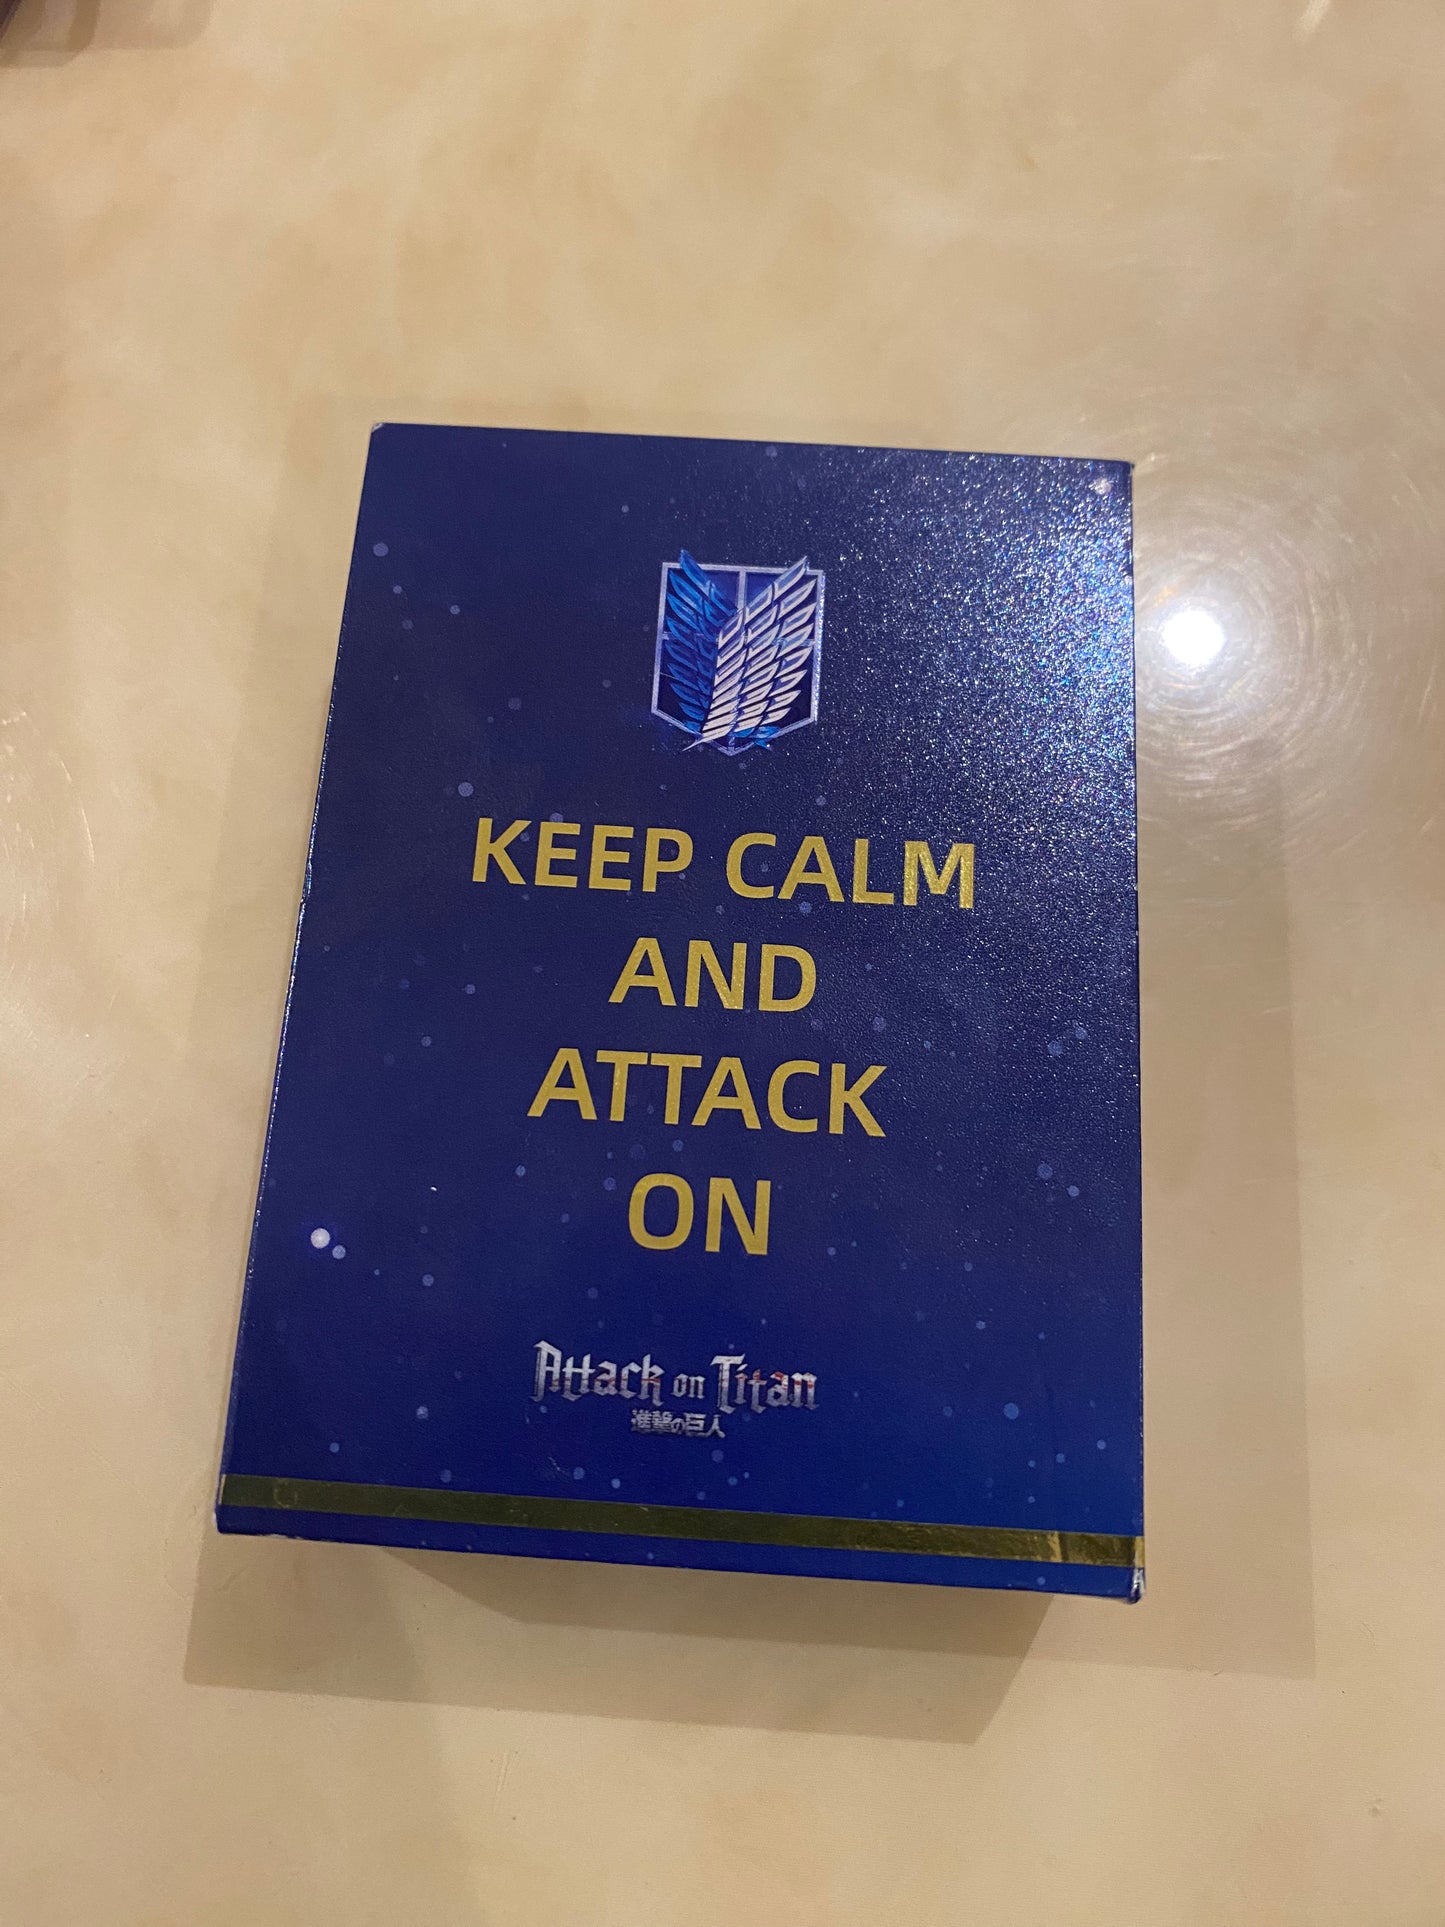 KEEP CALM
AND
ATTACK
ON
Attack on Titan
進撃の巨人